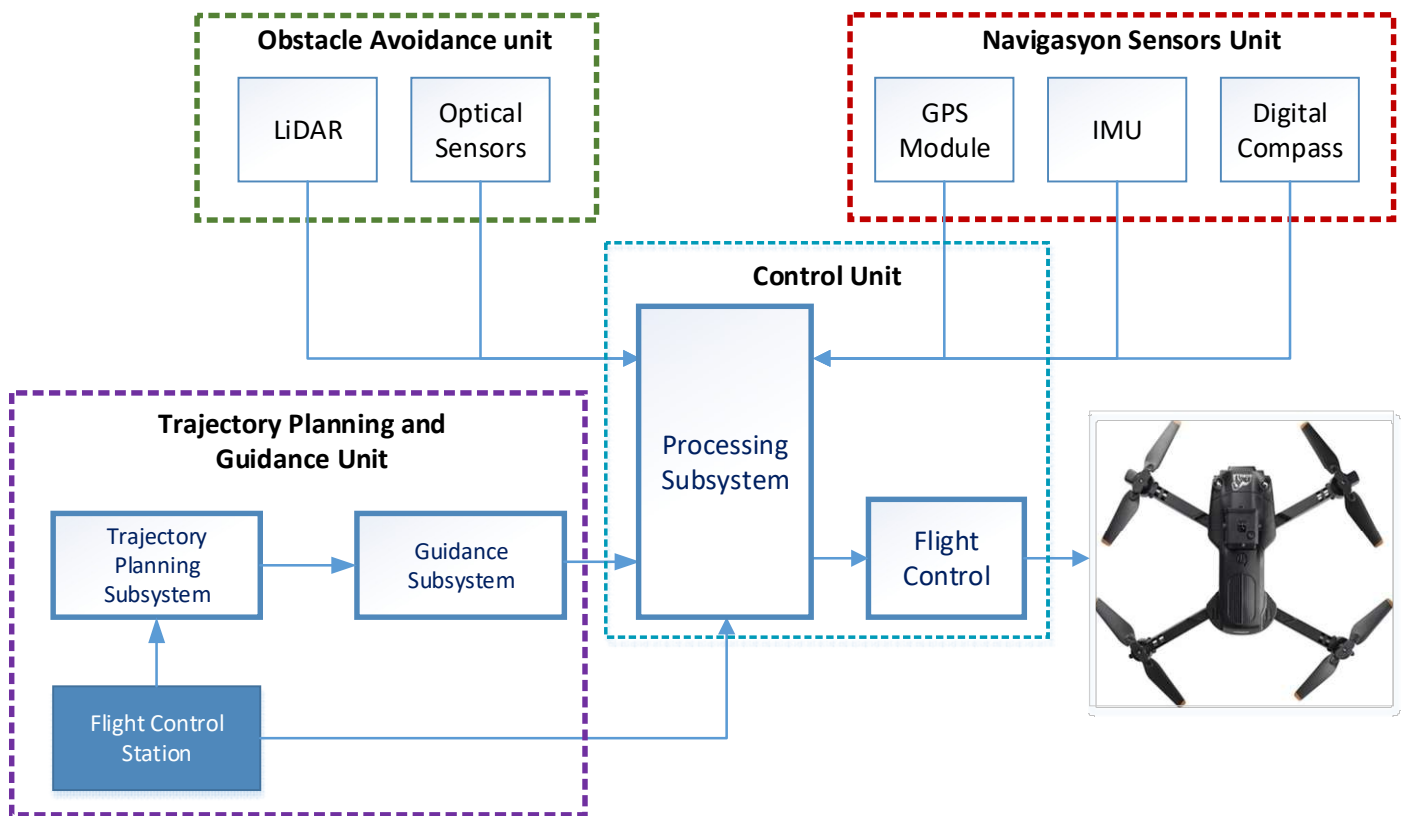 Obstacle Avoidance unit
LiDAR
Optical
Sensors
Navigasyon Sensors Unit
GPS
Module
IMU
Digital
Compass
Control Unit
Processing
Subsystem
Flight
Control
Trajectory Planning and
Guidance Unit
Trajectory
Planning
Subsystem
Guidance
Subsystem
Flight Control
Station